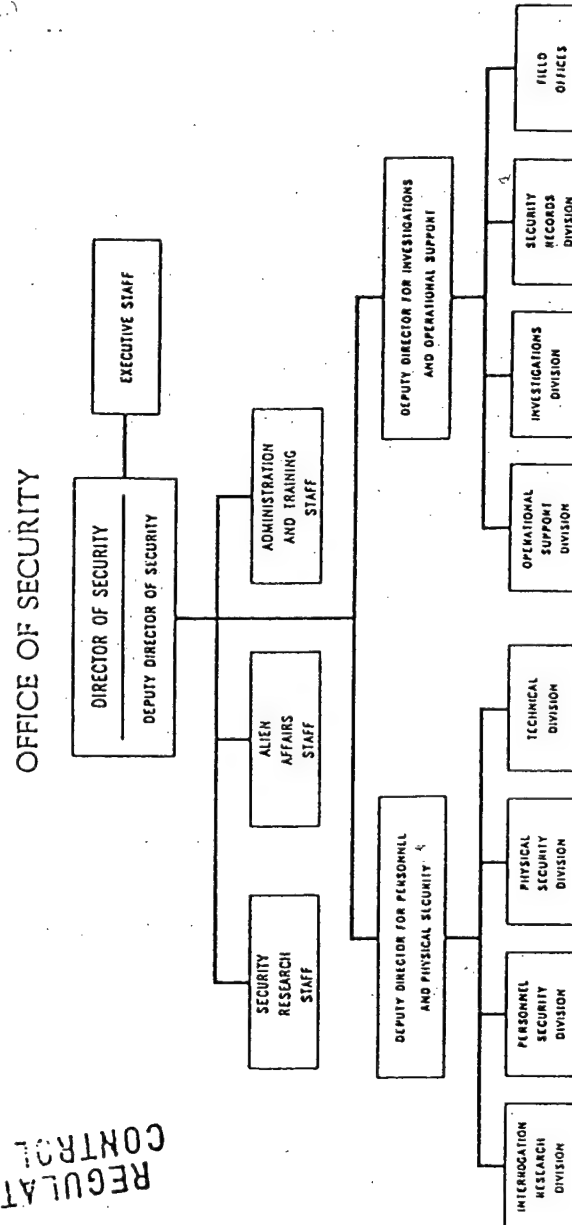 OFFICE OF SECURITY
DIRECTOR OF SECURITY
DEPUTY DIRECTOR OF SECURITY
EXECUTIVE STAFF
SECURITY
RESEARCH
STAFF
ALIEN
AFFAIRS
STAFF
ADMINISTRATION
AND TRAINING
STAFF
DEPUTY DIRECTOR FOR PERSONNEL
AND PHYSICAL SECURITY
DEPUTY DIRECTOR FOR INVESTIGATIONS
AND OPERATIONAL SUPPORT
INTERROGATION
RESEARCH
DIVISION
PERSONNEL
SECURITY
DIVISION
PHYSICAL
SECURITY
DIVISION
TECHNICAL
DIVISION
OPERATIONAL
SUPPORT
DIVISION
INVESTIGATIONS
DIVISION
SECURITY
RECORDS
DIVISION
FIELD
OFFICES
REGULAT
CONTROL